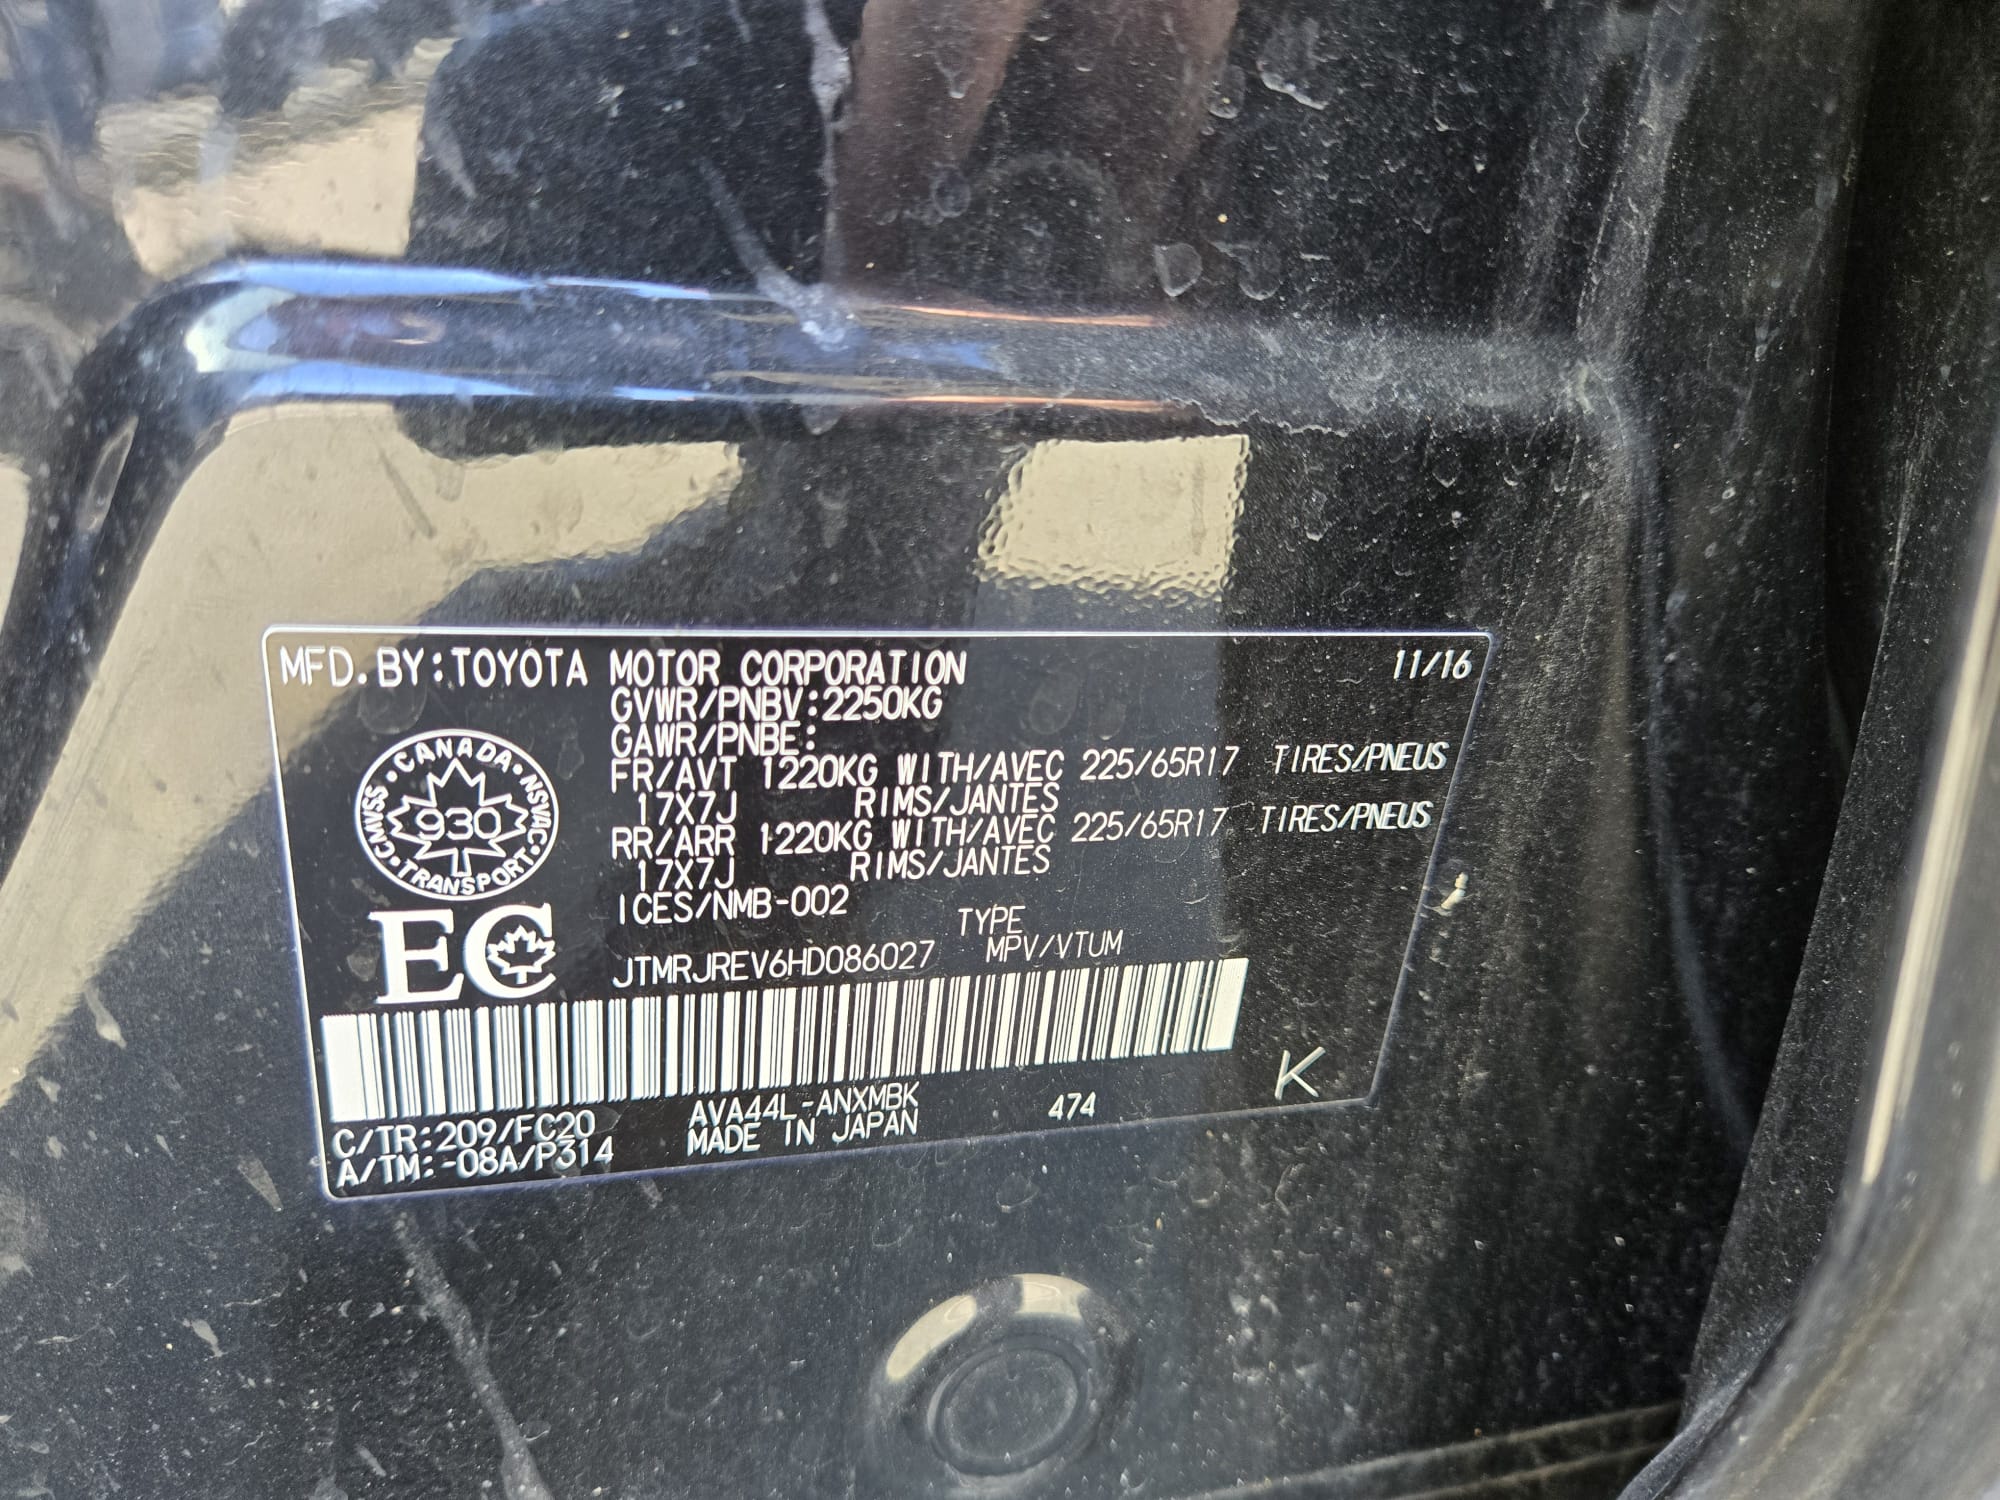 MFD.BY:TOYOTA MOTOR CORPORATION 11/16
GVWR/PNBV:2250KG
GAWR/PNBE:
FR/AVT 1220KG WITH/AVEC 225/65R17 TIRES/PNEUS
17X7J RIMS/JANTES
RR/ARR 1220KG WITH/AVEC 225/65R17 TIRES/PNEUS
17X7J RIMS/JANTES
ICES/NMB-002
CANADA • NSVAC • TRANSPORT • CMVSS •
930
EC
TYPE
JTMRJREV6HD086027 MPV/VTUM
K
C/TR:209/FC20 AVA44L-ANXMBK 474
A/TM:-08A/P314 MADE IN JAPAN